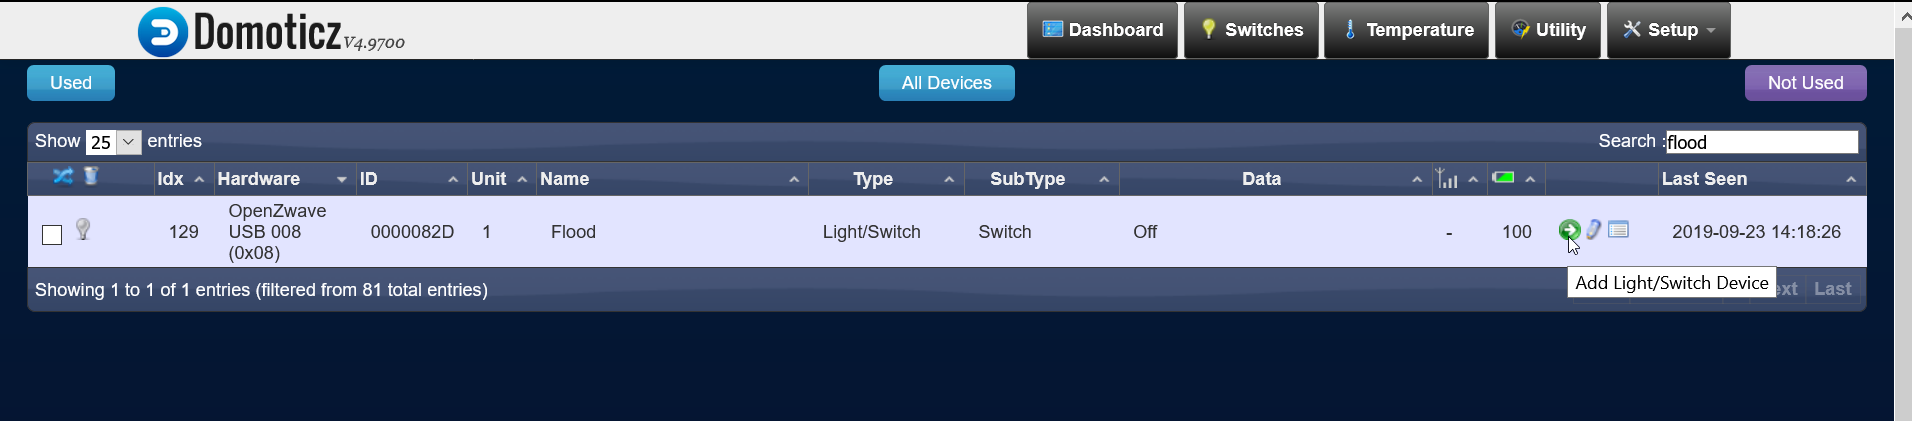 Domoticz V4.9700
Dashboard Switches Temperature Utility Setup
Used All Devices Not Used
Show 25 entries Search : flood
Idx Hardware ID Unit Name Type SubType Data Last Seen
129 OpenZwave USB 008 (0x08) 0000082D 1 Flood Light/Switch Switch Off - 100 2019-09-23 14:18:26
Showing 1 to 1 of 1 entries (filtered from 81 total entries) Last
Add Light/Switch Device